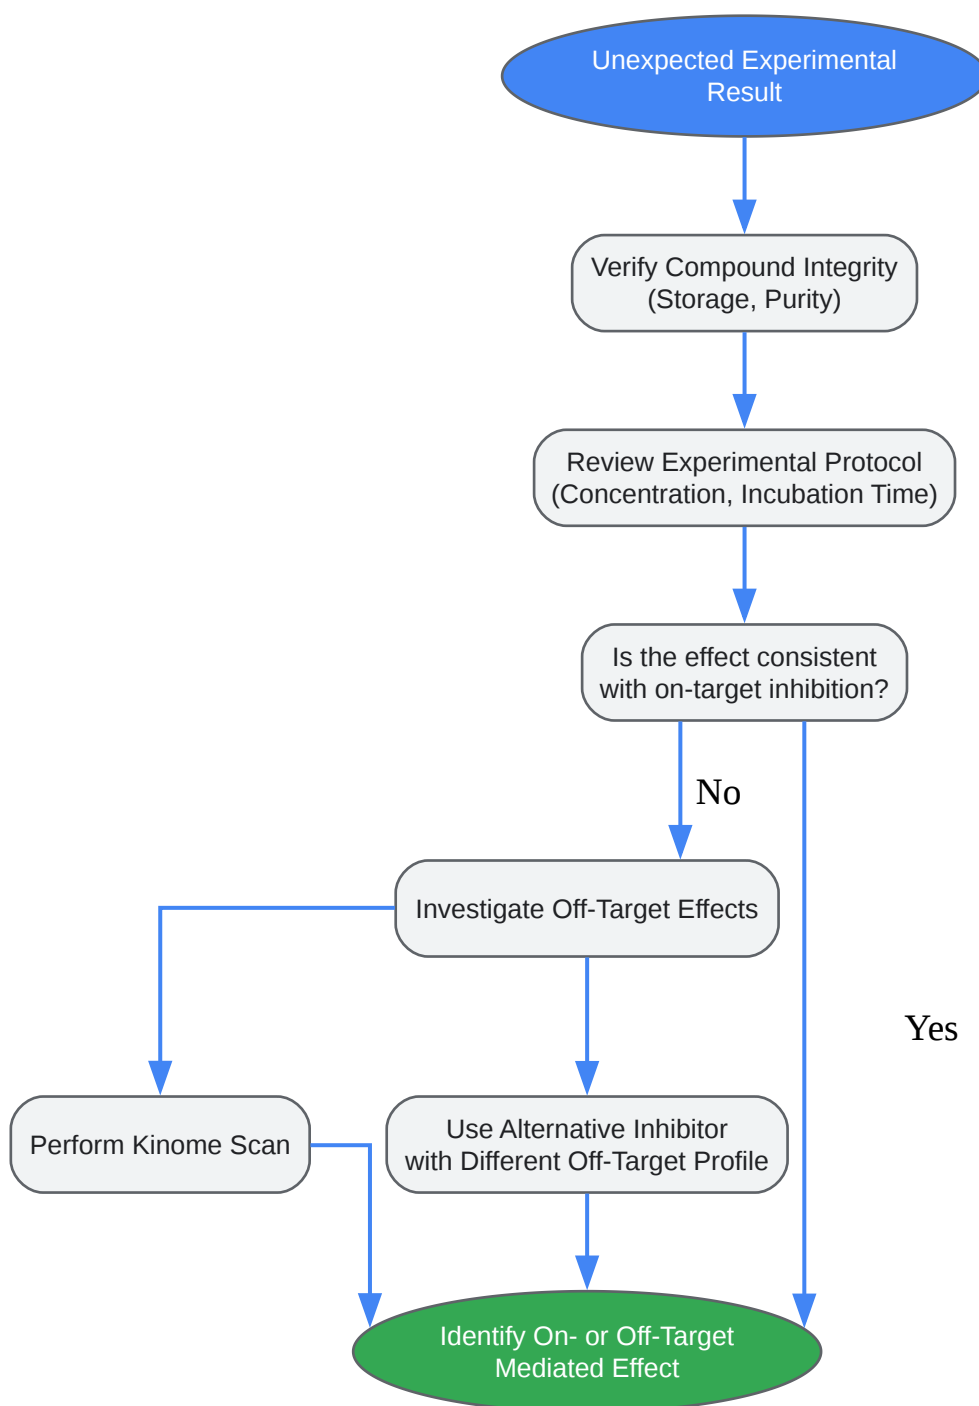 Unexpected Experimental
Result
Verify Compound Integrity
(Storage, Purity)
Review Experimental Protocol
(Concentration, Incubation Time)
Is the effect consistent
with on-target inhibition?
No
Investigate Off-Target Effects
Yes
Perform Kinome Scan
Use Alternative Inhibitor
with Different Off-Target Profile
Identify On- or Off-Target
Mediated Effect